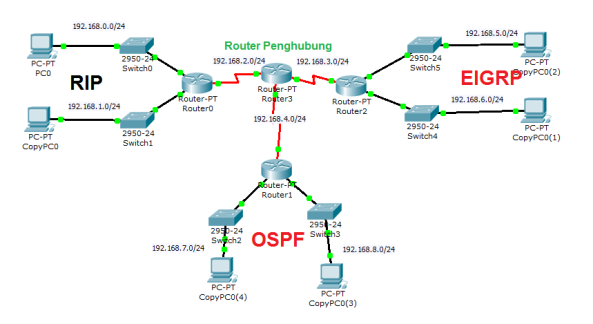 192.168.0.0/24
PC-PT
PC0
2950-24
Switch0
RIP
192.168.1.0/24
PC-PT
CopyPC0
2950-24
Switch1
Router-PT
Router0
192.168.2.0/24
Router Penghubung
Router-PT
Router3
192.168.3.0/24
192.168.4.0/24
Router-PT
Router2
2950-24
Switch5
192.168.5.0/24
EIGRP
PC-PT
CopyPC0(2)
192.168.6.0/24
2950-24
Switch4
PC-PT
CopyPC0(1)
Router-PT
Router1
2950-24
Switch2
OSPF
2950-24
Switch3
192.168.7.0/24
192.168.8.0/24
PC-PT
CopyPC0(4)
PC-PT
CopyPC0(3)